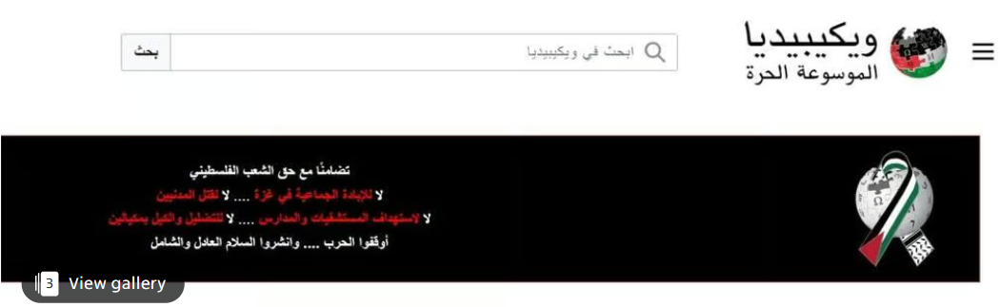 ويكيبيديا
الموسوعة الحرة
ابحث في ويكيبيديا
بحث
تضامنًا مع حق الشعب الفلسطيني
لا للإبادة الجماعية في غزة .... لا لقتل المدنيين
لا لاستهداف المستشفيات والمدارس .... لا للتضليل والكيل بمكيالين
أوقفوا الحرب .... وانشروا السلام العادل والشامل
3 View gallery